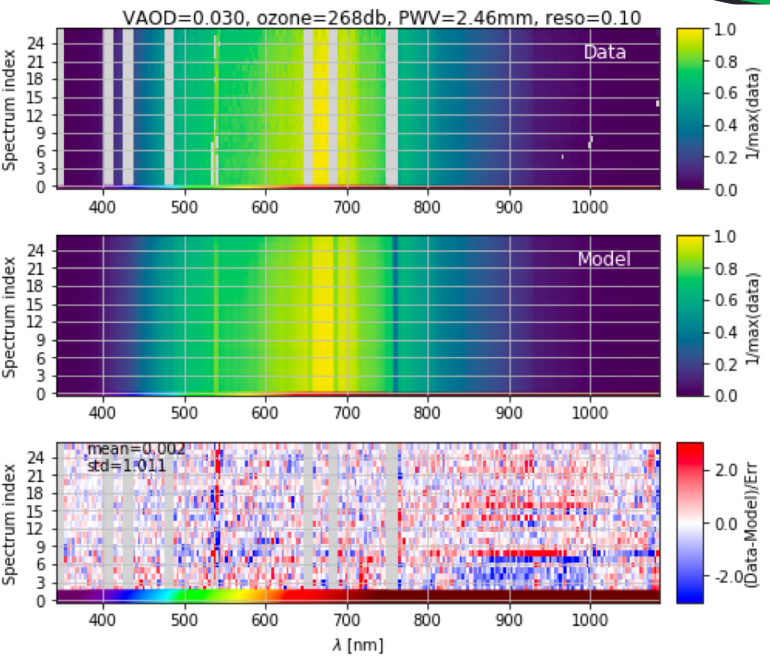 VAOD=0.030, ozone=268db, PWV=2.46mm, reso=0.10
Data
Spectrum index
24
21
18
15
12
9
6
3
0
400 500 600 700 800 900 1000
1.0
0.8
0.6
0.4
0.2
0.0
1/max(data)
Model
Spectrum index
24
21
18
15
12
9
6
3
0
400 500 600 700 800 900 1000
1.0
0.8
0.6
0.4
0.2
0.0
1/max(data)
mean=0.002
std=1.011
Spectrum index
24
21
18
15
12
9
6
3
0
400 500 600 700 800 900 1000
λ [nm]
2.0
0.0
-2.0
(Data-Model)/Err